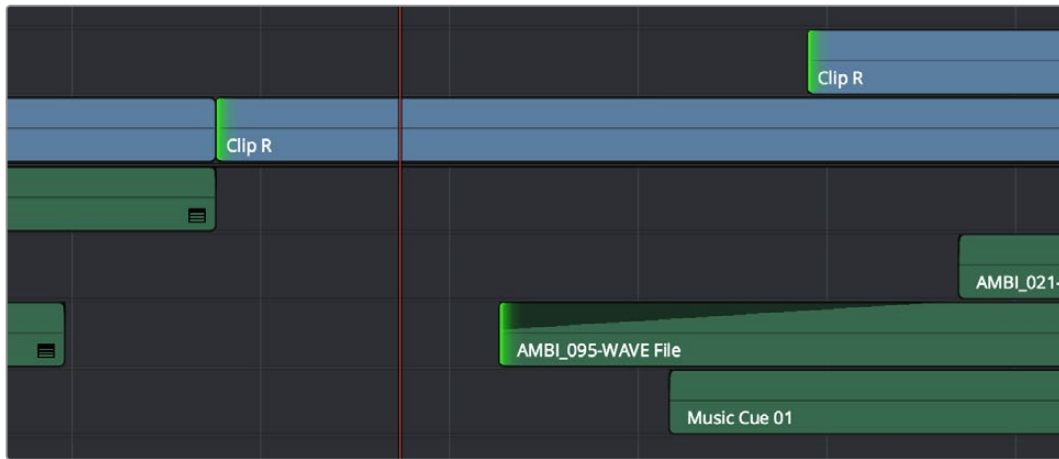 Clip R
Clip R
AMBI_021-
AMBI_095-WAVE File
Music Cue 01